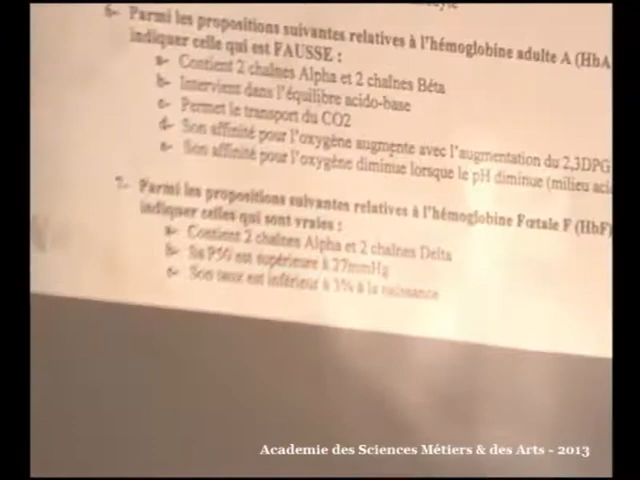 6- Parmi les propositions suivantes relatives à l'hémoglobine adulte A (HbA
indiquer celle qui est FAUSSE :
a- Contient 2 chaînes Alpha et 2 chaînes Béta
b- Intervient dans l'équilibre acido-base
c- Permet le transport du CO2
d- Son affinité pour l'oxygène augmente avec l'augmentation du 2,3DPG
e- Son affinité pour l'oxygène diminue lorsque le pH diminue (milieu aci
7- Parmi les propositions suivantes relatives à l'hémoglobine Fœtale F (HbF)
indiquer celles qui sont vraies :
a- Contient 2 chaînes Alpha et 2 chaînes Delta
b- Sa P50 est supérieure à 27mmHg
c- Son taux est inférieur à 1% à la naissance
Academie des Sciences Métiers & des Arts - 2013